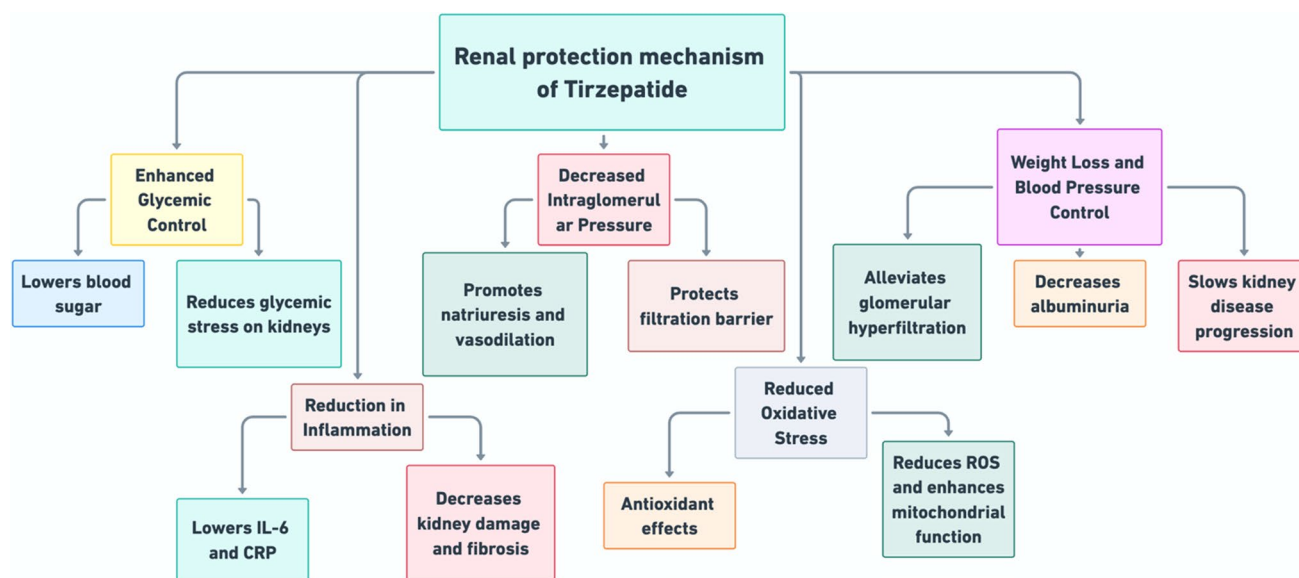 Renal protection mechanism
of Tirzepatide
Enhanced
Glycemic
Control
Decreased
Intraglomerul
ar Pressure
Weight Loss and
Blood Pressure
Control
Lowers blood
sugar
Reduces glycemic
stress on kidneys
Promotes
natriuresis and
vasodilation
Protects
filtration barrier
Alleviates
glomerular
hyperfiltration
Decreases
albuminuria
Slows kidney
disease
progression
Reduction in
Inflammation
Reduced
Oxidative
Stress
Lowers IL-6
and CRP
Decreases
kidney damage
and fibrosis
Antioxidant
effects
Reduces ROS
and enhances
mitochondrial
function